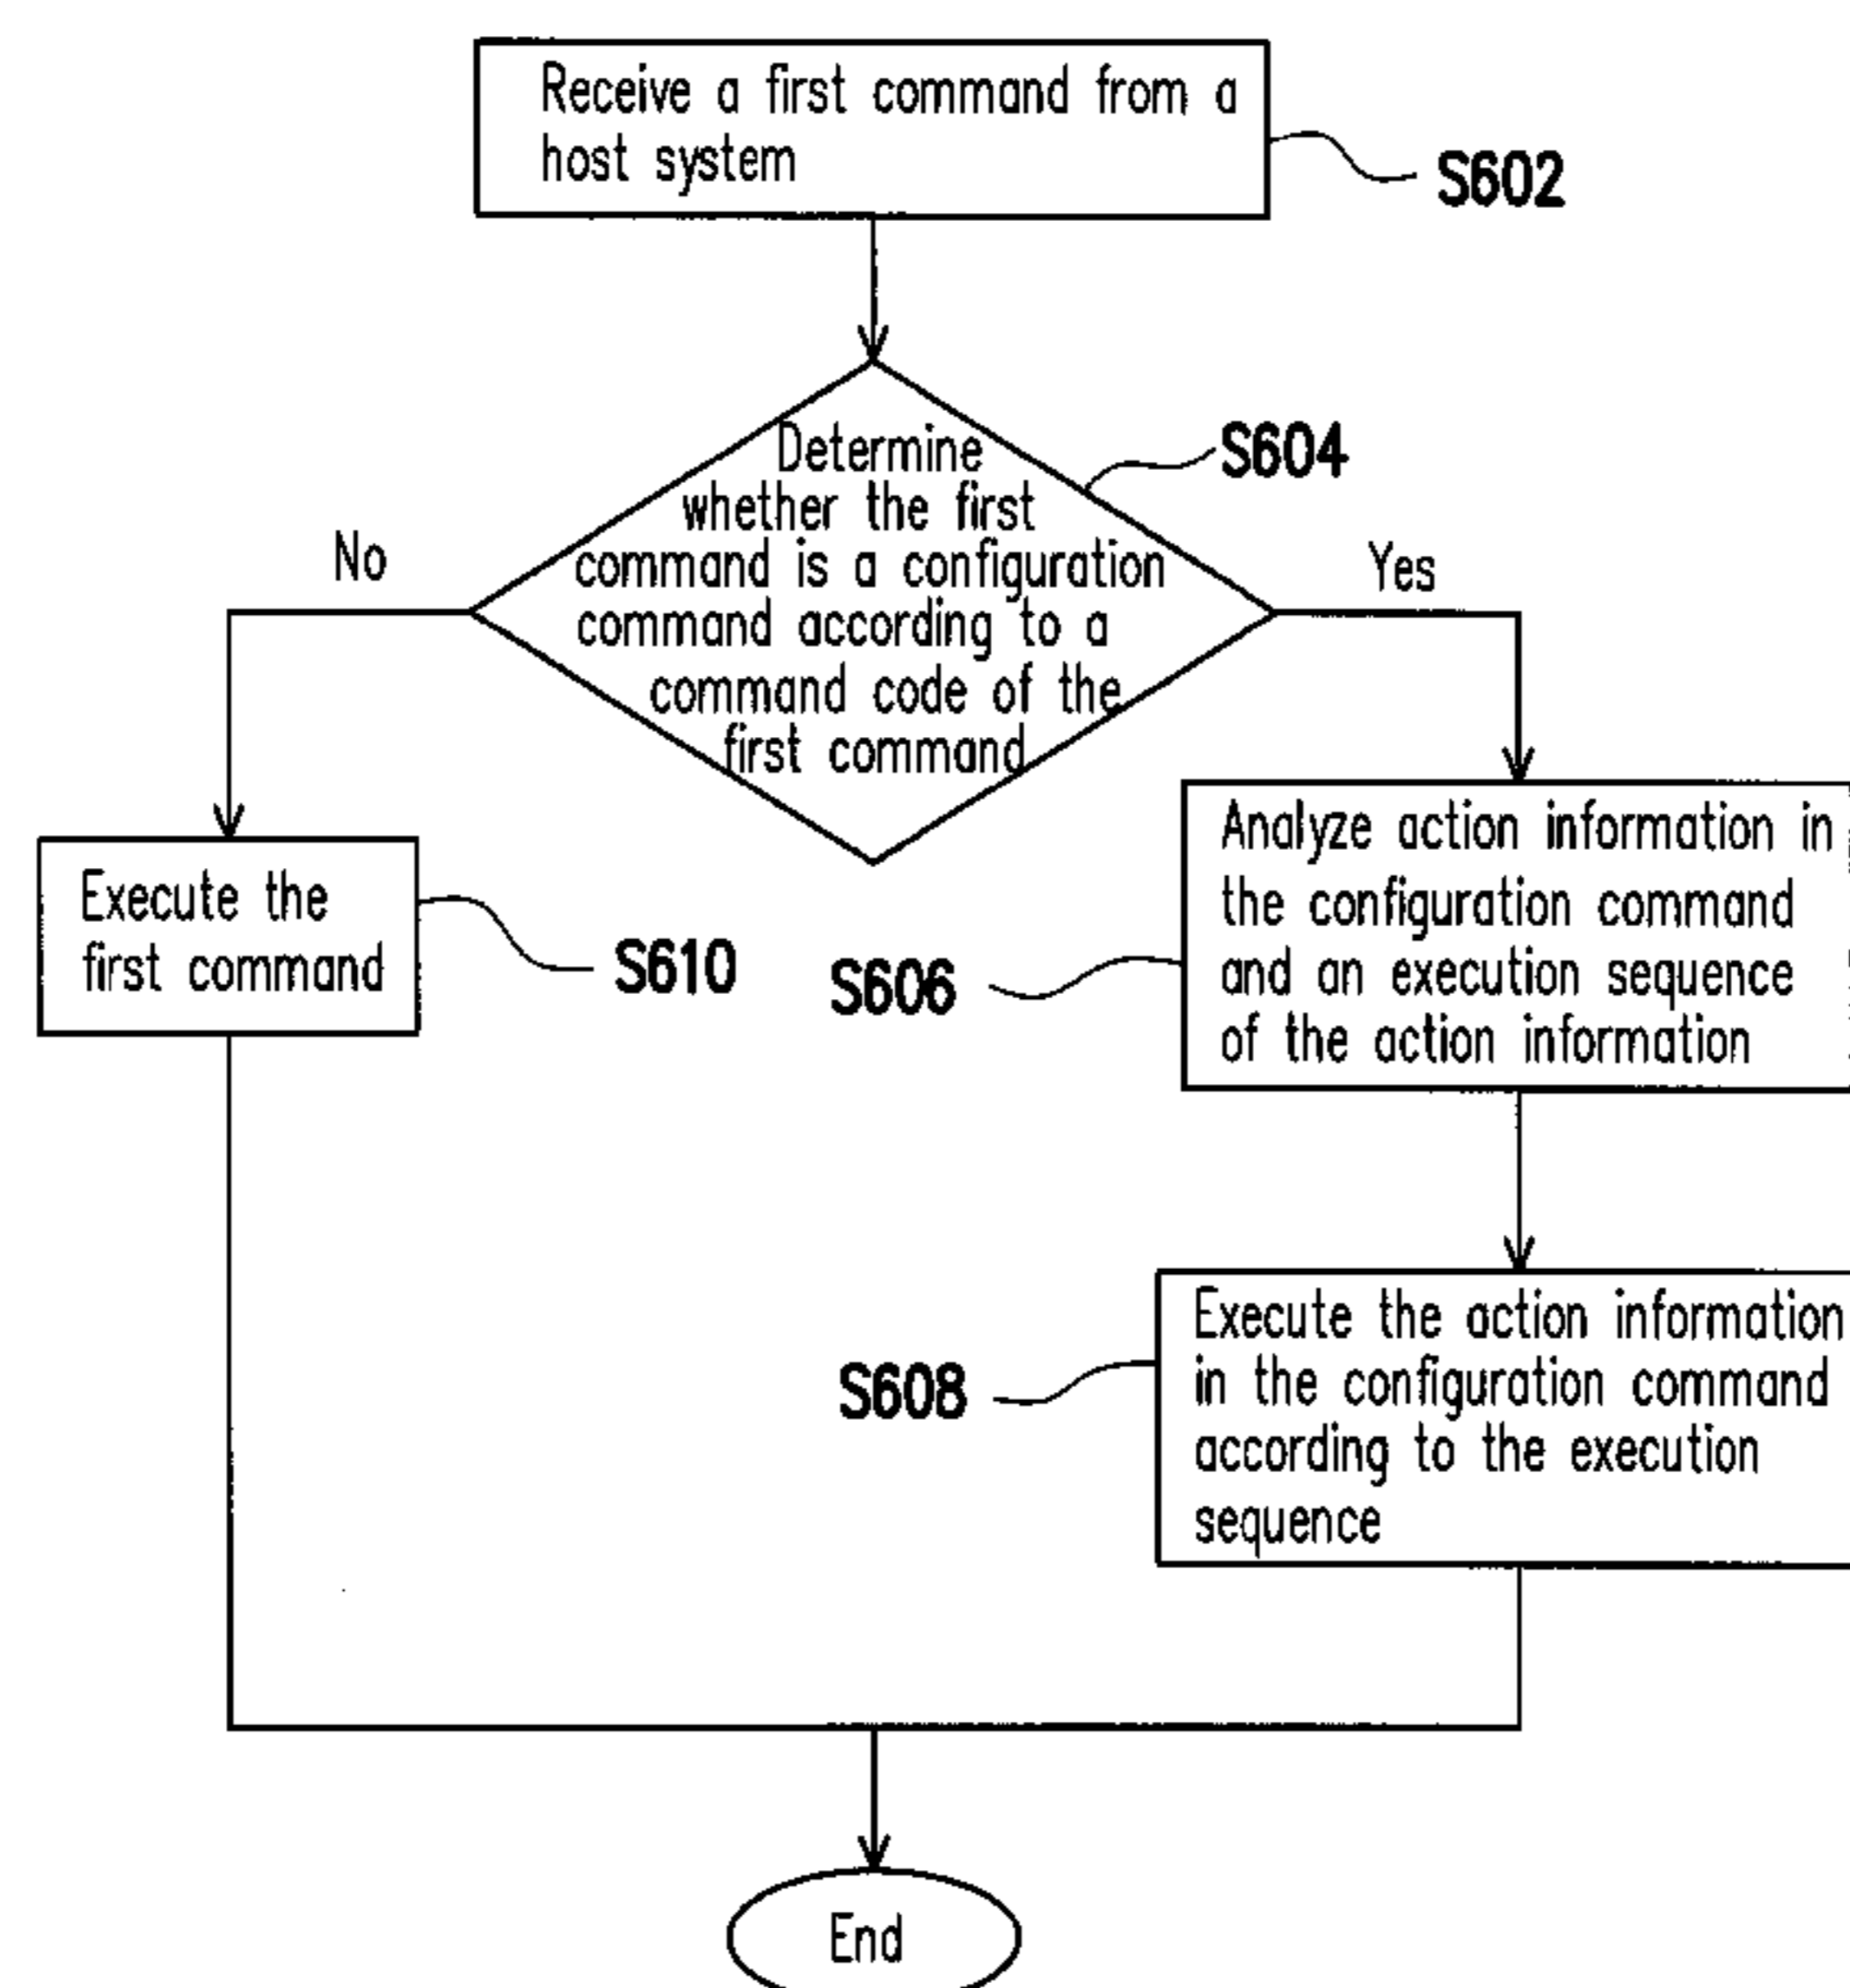 Receive a first command from a
host system
S602
Determine
whether the first
command is a configuration
command according to a
command code of the
first command
S604
No
Yes
Execute the
first command
S610
Analyze action information in
the configuration command
and an execution sequence
of the action information
S606
Execute the action information
in the configuration command
according to the execution
sequence
S608
End